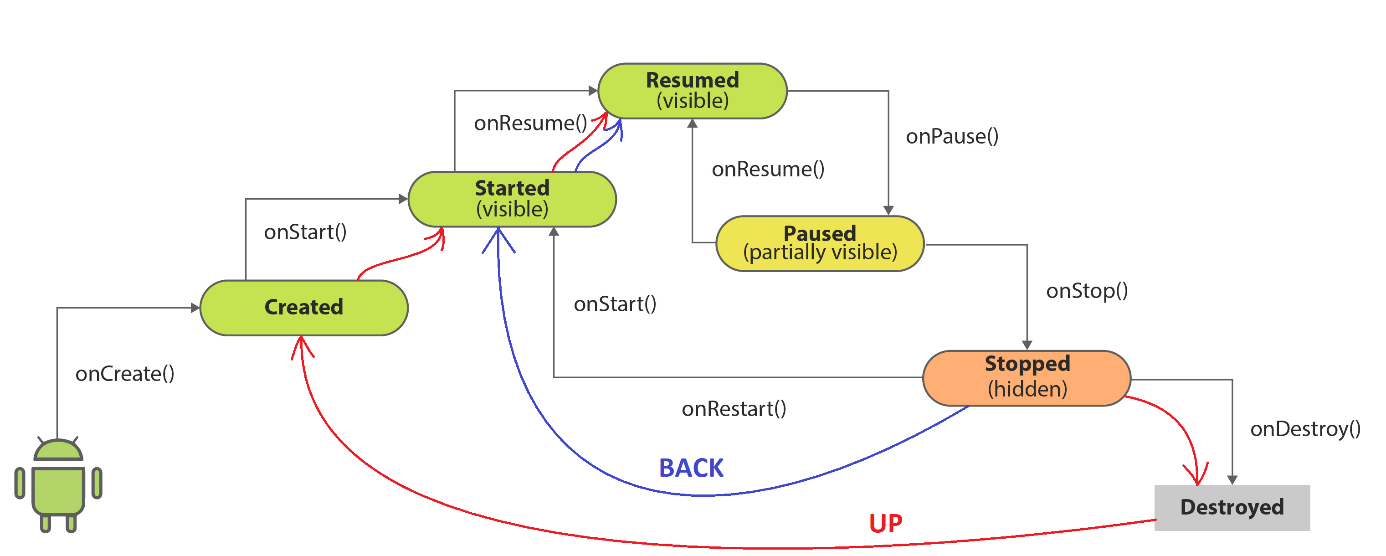 Resumed
(visible)
onResume()
onPause()
onResume()
Started
(visible)
onStart()
Paused
(partially visible)
Created
onStart()
onStop()
onCreate()
Stopped
(hidden)
onRestart()
onDestroy()
BACK
Destroyed
UP